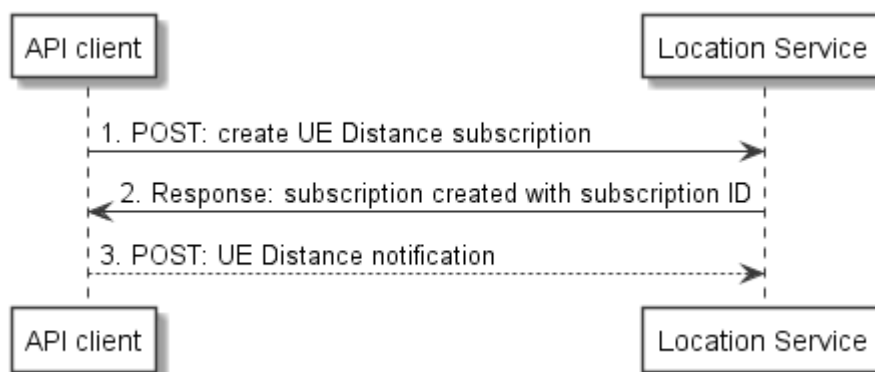 API client
Location Service
1. POST: create UE Distance subscription
2. Response: subscription created with subscription ID
3. POST: UE Distance notification
API client
Location Service